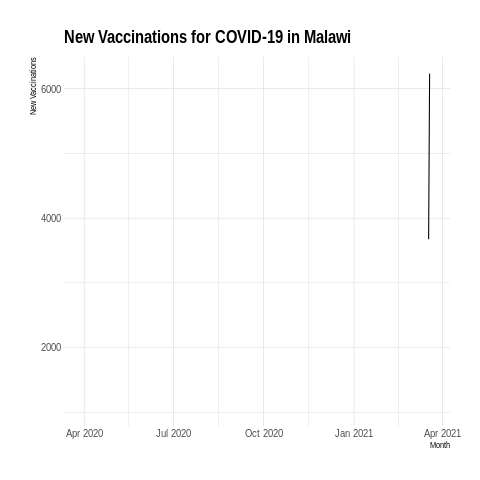 New Vaccinations for COVID-19 in Malawi
New Vaccinations
6000
4000
2000
Apr 2020
Jul 2020
Oct 2020
Jan 2021
Apr 2021
Month